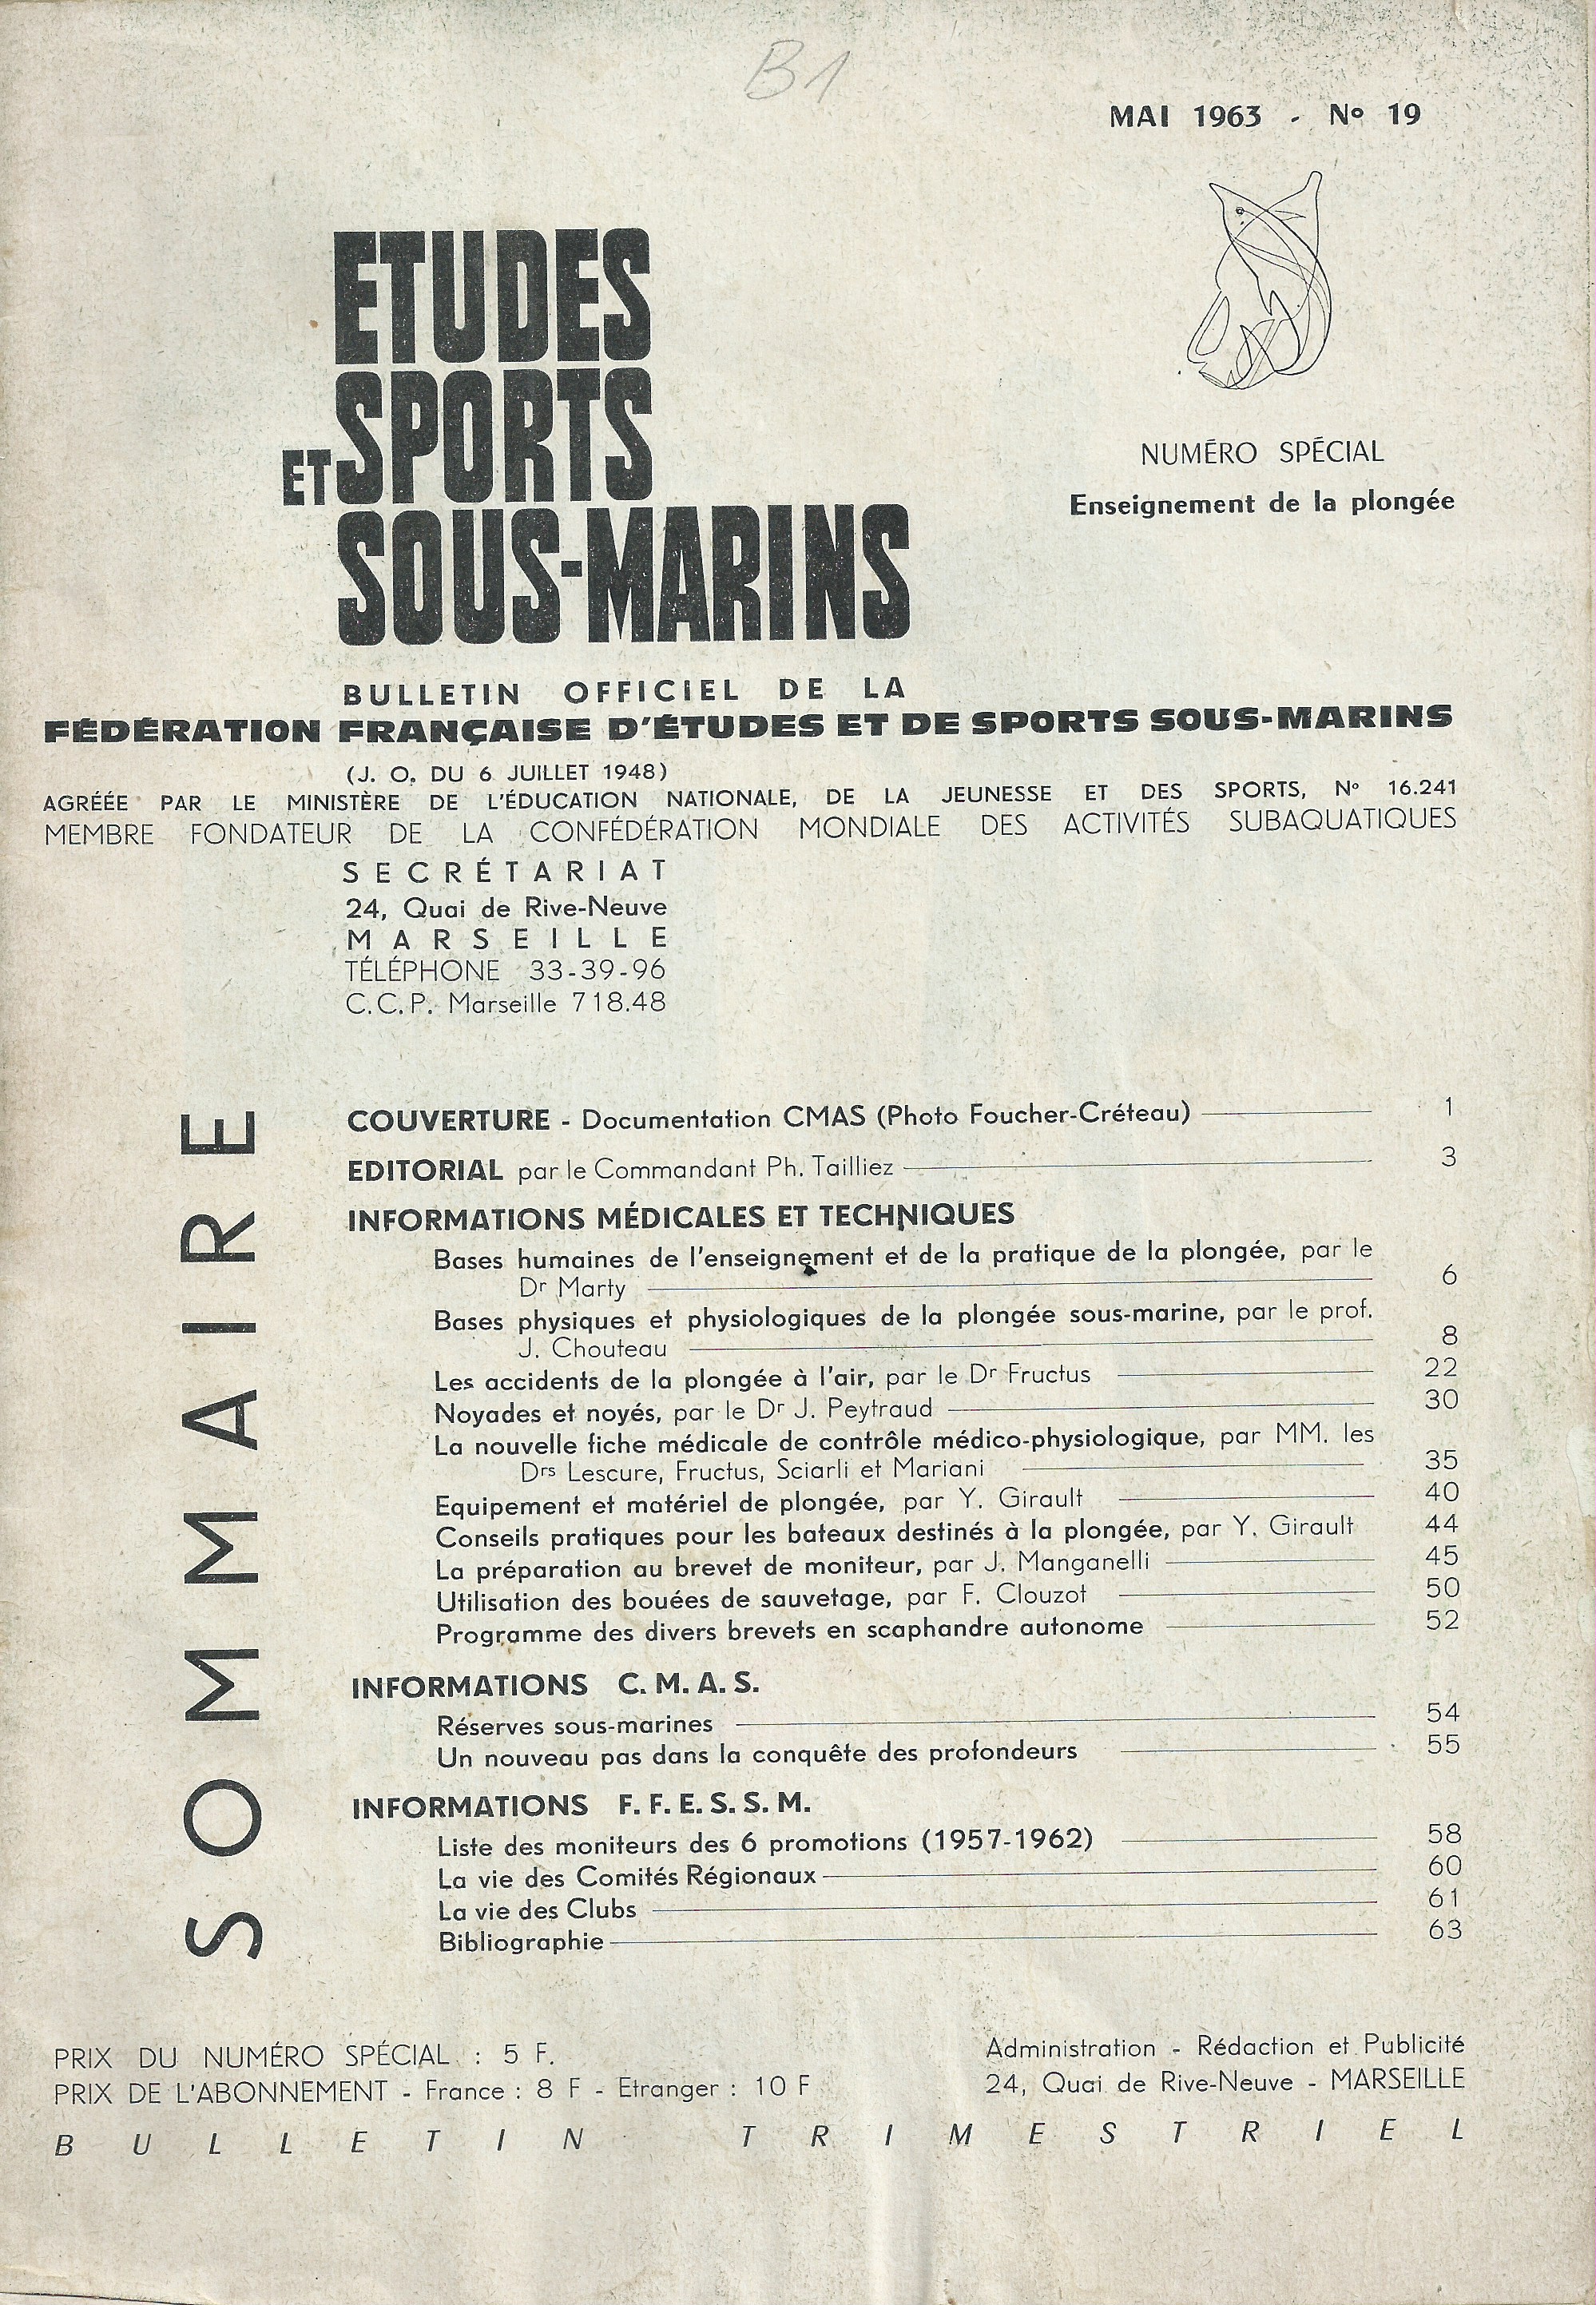 B1
MAI 1963 - Nº 19
ETUDES
ET SPORTS
SOUS-MARINS
NUMÉRO SPÉCIAL
Enseignement de la plongée
BULLETIN OFFICIEL DE LA
FÉDÉRATION FRANÇAISE D'ÉTUDES ET DE SPORTS SOUS-MARINS
(J. O. DU 6 JUILLET 1948)
AGRÉÉE PAR LE MINISTÈRE DE L'ÉDUCATION NATIONALE, DE LA JEUNESSE ET DES SPORTS, Nº 16.241
MEMBRE FONDATEUR DE LA CONFÉDÉRATION MONDIALE DES ACTIVITÉS SUBAQUATIQUES
SECRÉTARIAT
24, Quai de Rive-Neuve
MARSEILLE
TÉLÉPHONE 33-39-96
C.C.P. Marseille 718.48
SOMMAIRE
COUVERTURE - Documentation CMAS (Photo Foucher-Créteau) 1
EDITORIAL par le Commandant Ph. Tailliez 3
INFORMATIONS MÉDICALES ET TECHNIQUES
Bases humaines de l'enseignement et de la pratique de la plongée, par le
Dr Marty 6
Bases physiques et physiologiques de la plongée sous-marine, par le prof.
J. Chouteau 8
Les accidents de la plongée à l'air, par le Dr Fructus 22
Noyades et noyés, par le Dr J. Peytraud 30
La nouvelle fiche médicale de contrôle médico-physiologique, par MM. les
Drs Lescure, Fructus, Sciarli et Mariani 35
Equipement et matériel de plongée, par Y. Girault 40
Conseils pratiques pour les bateaux destinés à la plongée, par Y. Girault 44
La préparation au brevet de moniteur, par J. Manganelli 45
Utilisation des bouées de sauvetage, par F. Clouzot 50
Programme des divers brevets en scaphandre autonome 52
INFORMATIONS C. M. A. S.
Réserves sous-marines 54
Un nouveau pas dans la conquête des profondeurs 55
INFORMATIONS F. F. E. S. S. M.
Liste des moniteurs des 6 promotions (1957-1962) 58
La vie des Comités Régionaux 60
La vie des Clubs 61
Bibliographie 63
PRIX DU NUMÉRO SPÉCIAL : 5 F.
PRIX DE L'ABONNEMENT - France : 8 F - Etranger : 10 F
Administration - Rédaction et Publicité
24, Quai de Rive-Neuve - MARSEILLE
BULLETIN TRIMESTRIEL